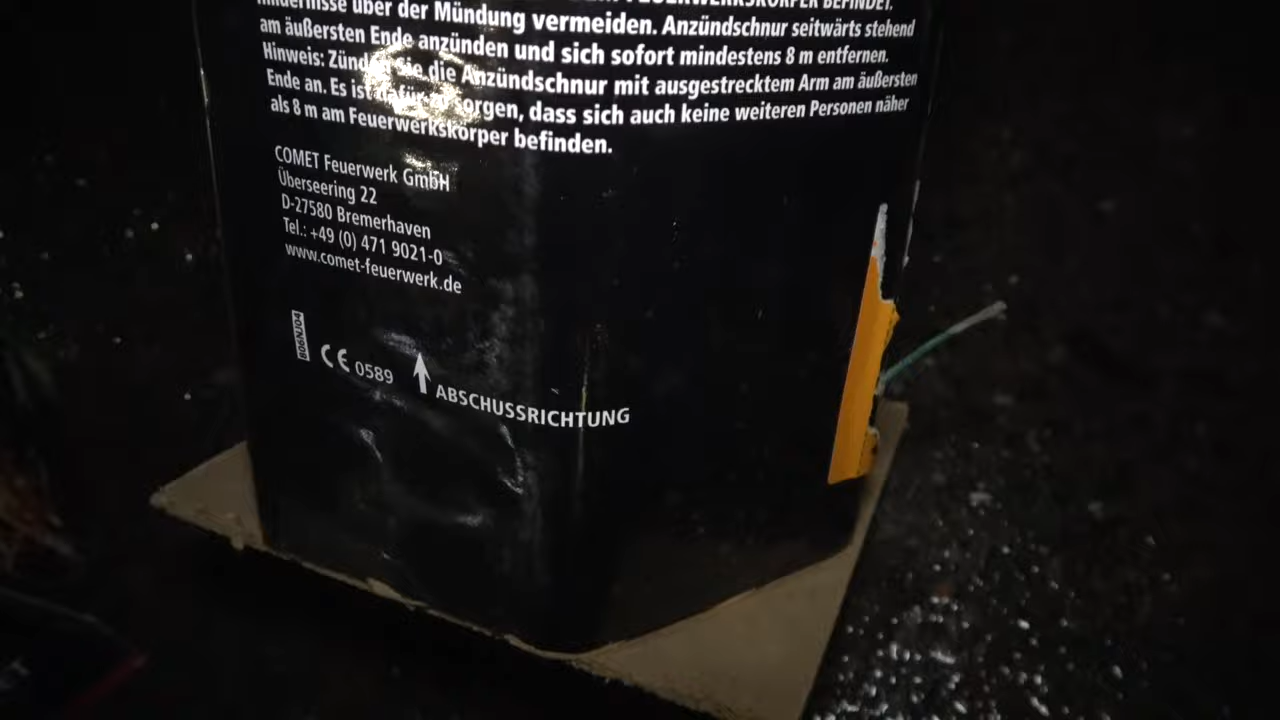 FEUERWERKSKÖRPER BEFINDET.
Hindernisse über der Mündung vermeiden. Anzündschnur seitwärts stehend
am äußersten Ende anzünden und sich sofort mindestens 8 m entfernen.
Hinweis: Zünden Sie die Anzündschnur mit ausgestrecktem Arm am äußersten
Ende an. Es ist dafür zu sorgen, dass sich auch keine weiteren Personen näher
als 8 m am Feuerwerkskörper befinden.
COMET Feuerwerk GmbH
Überseering 22
D-27580 Bremerhaven
Tel.: +49 (0) 471 9021-0
www.comet-feuerwerk.de
B06NJ04
CE 0589
ABSCHUSSRICHTUNG